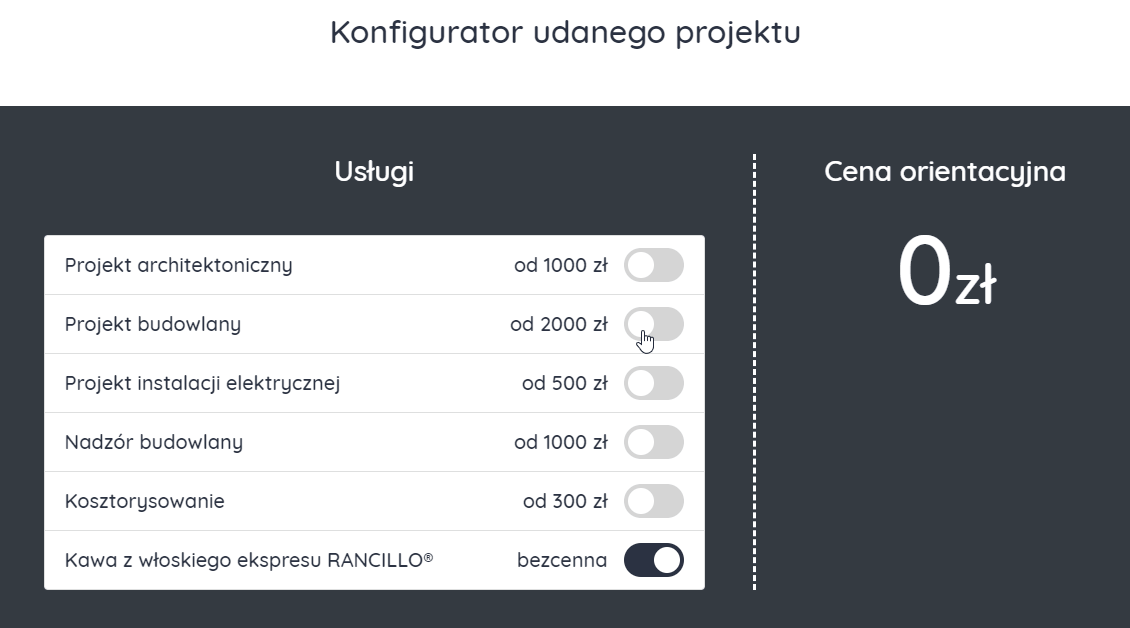 Konfigurator udanego projektu
Usługi
Projekt architektoniczny od 1000 zł
Projekt budowlany od 2000 zł
Projekt instalacji elektrycznej od 500 zł
Nadzór budowlany od 1000 zł
Kosztorysowanie od 300 zł
Kawa z włoskiego ekspresu RANCILLO® bezcenna
Cena orientacyjna
0zł